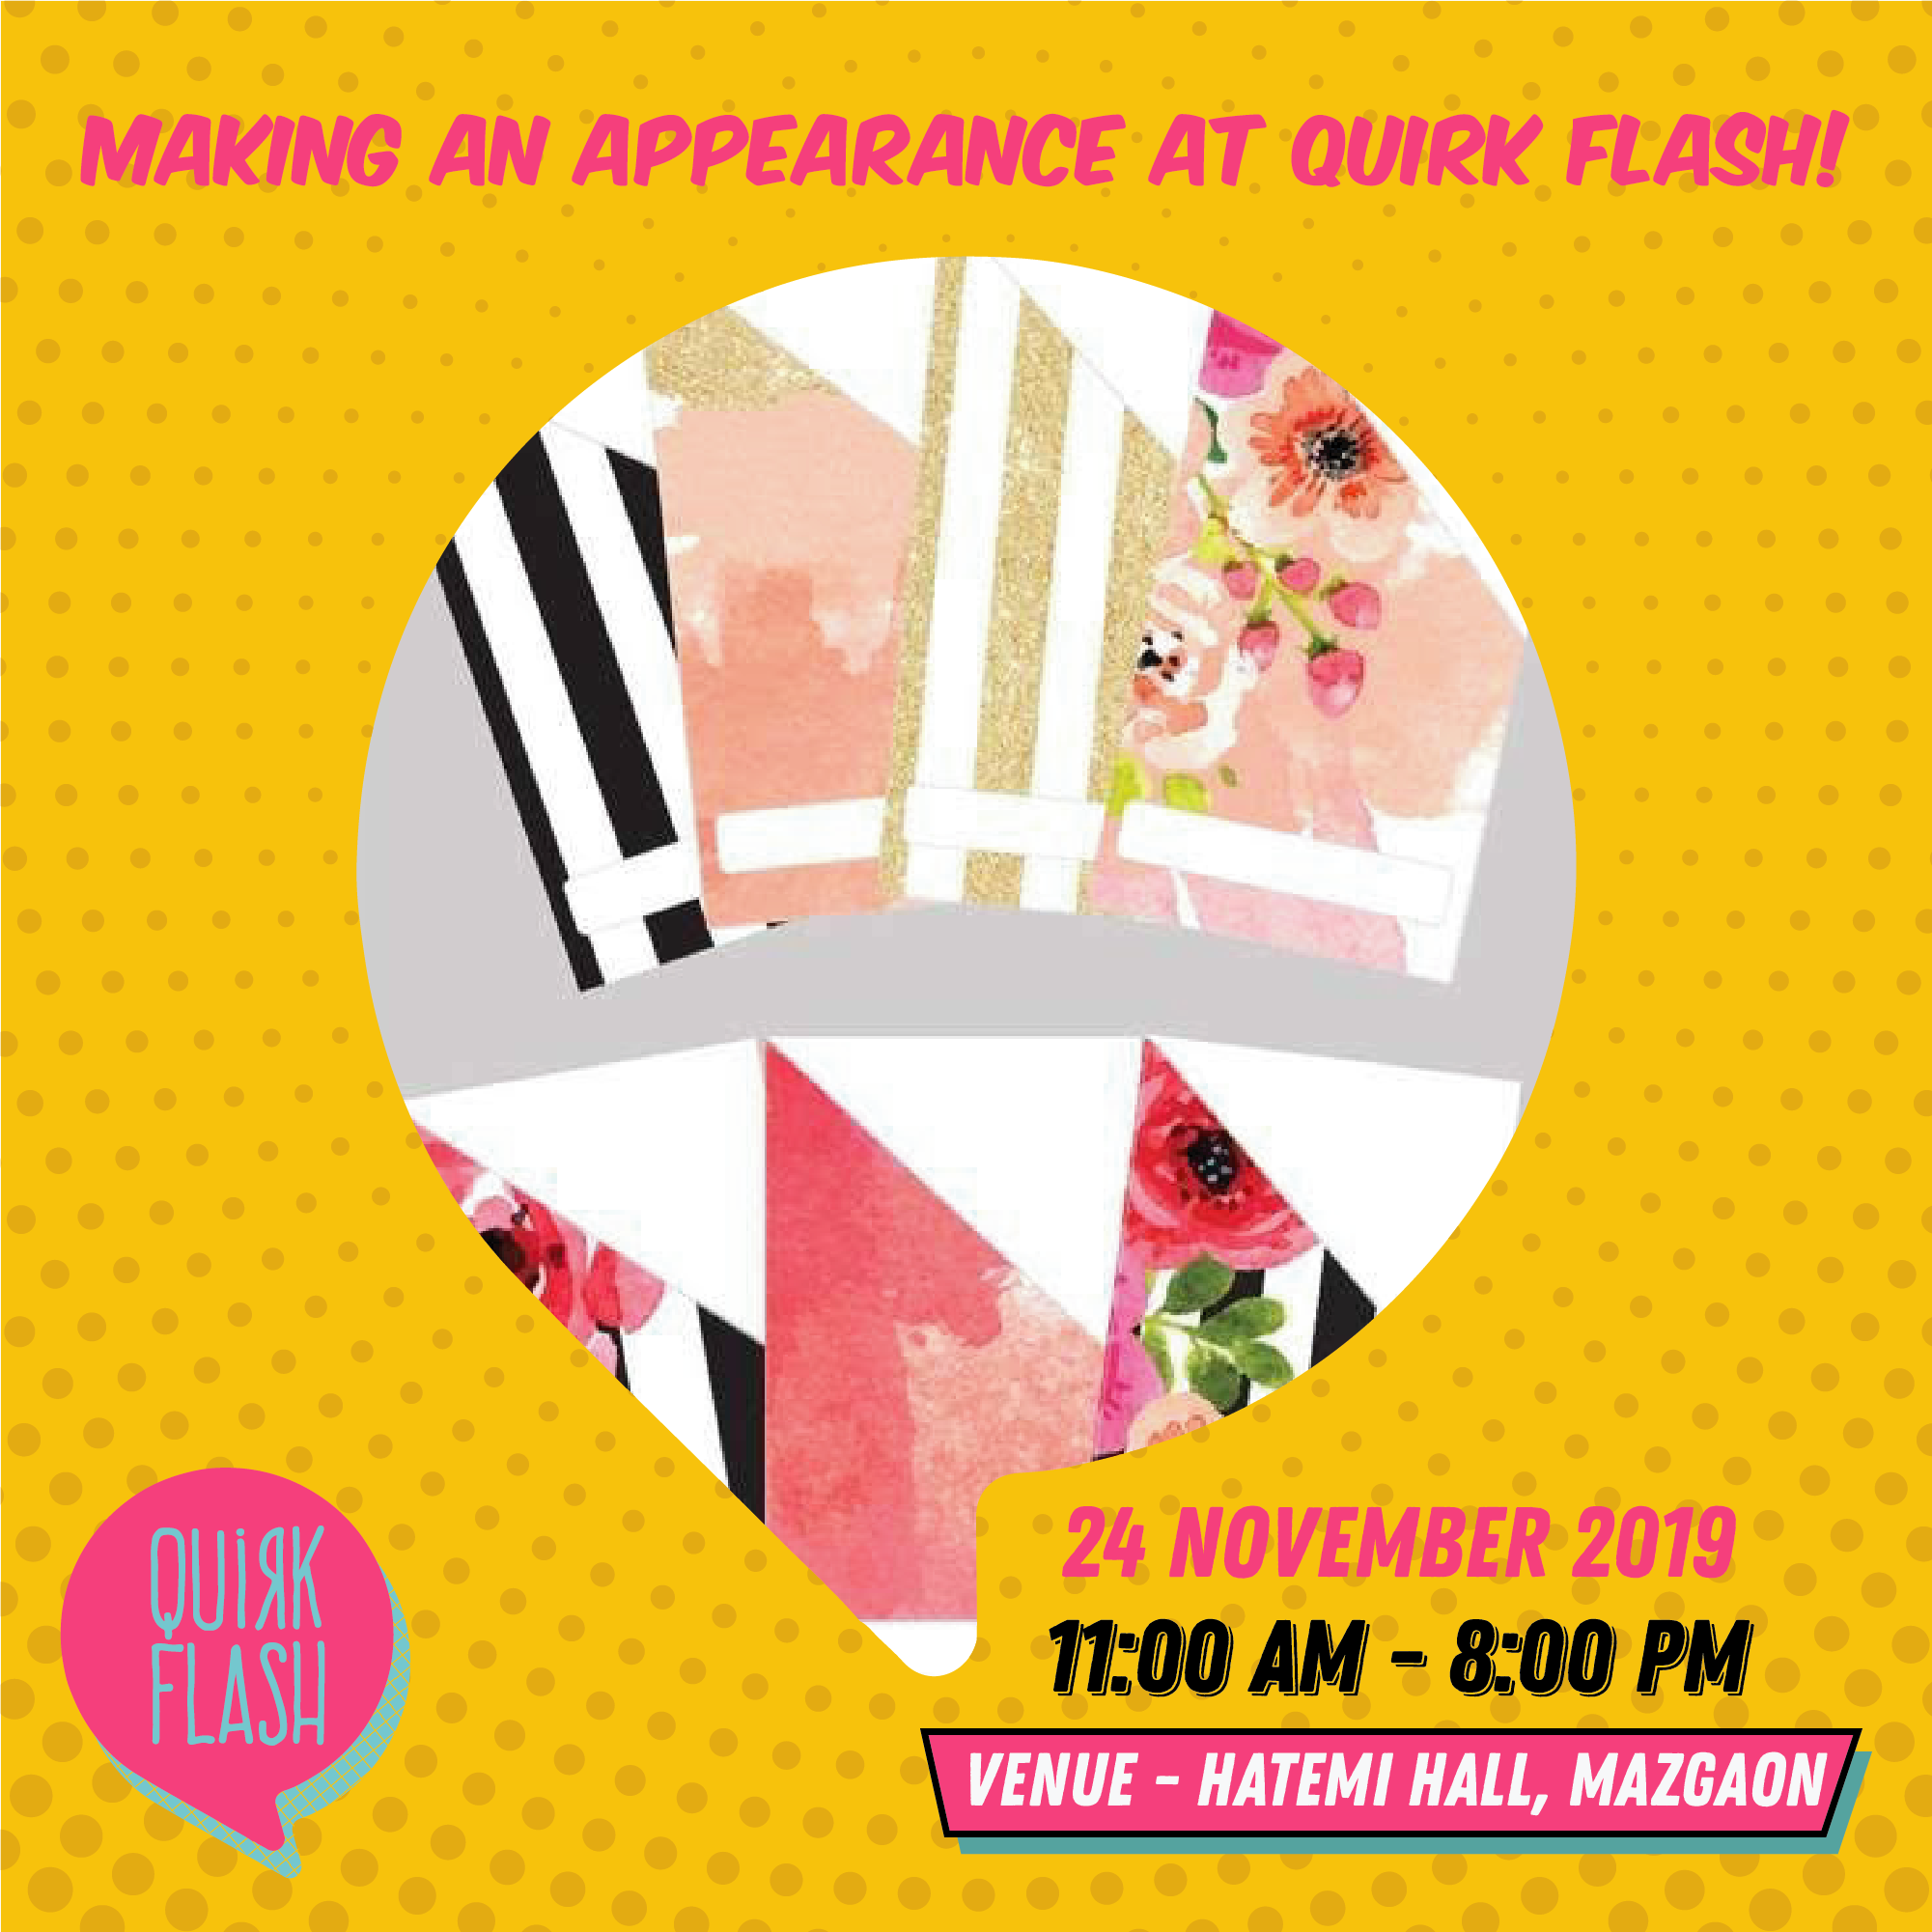 MAKING AN APPEARANCE AT QUIRK FLASH!
QUiRK
FLASH
24 NOVEMBER 2019
11:00 AM - 8:00 PM
VENUE - HATEMI HALL, MAZGAON